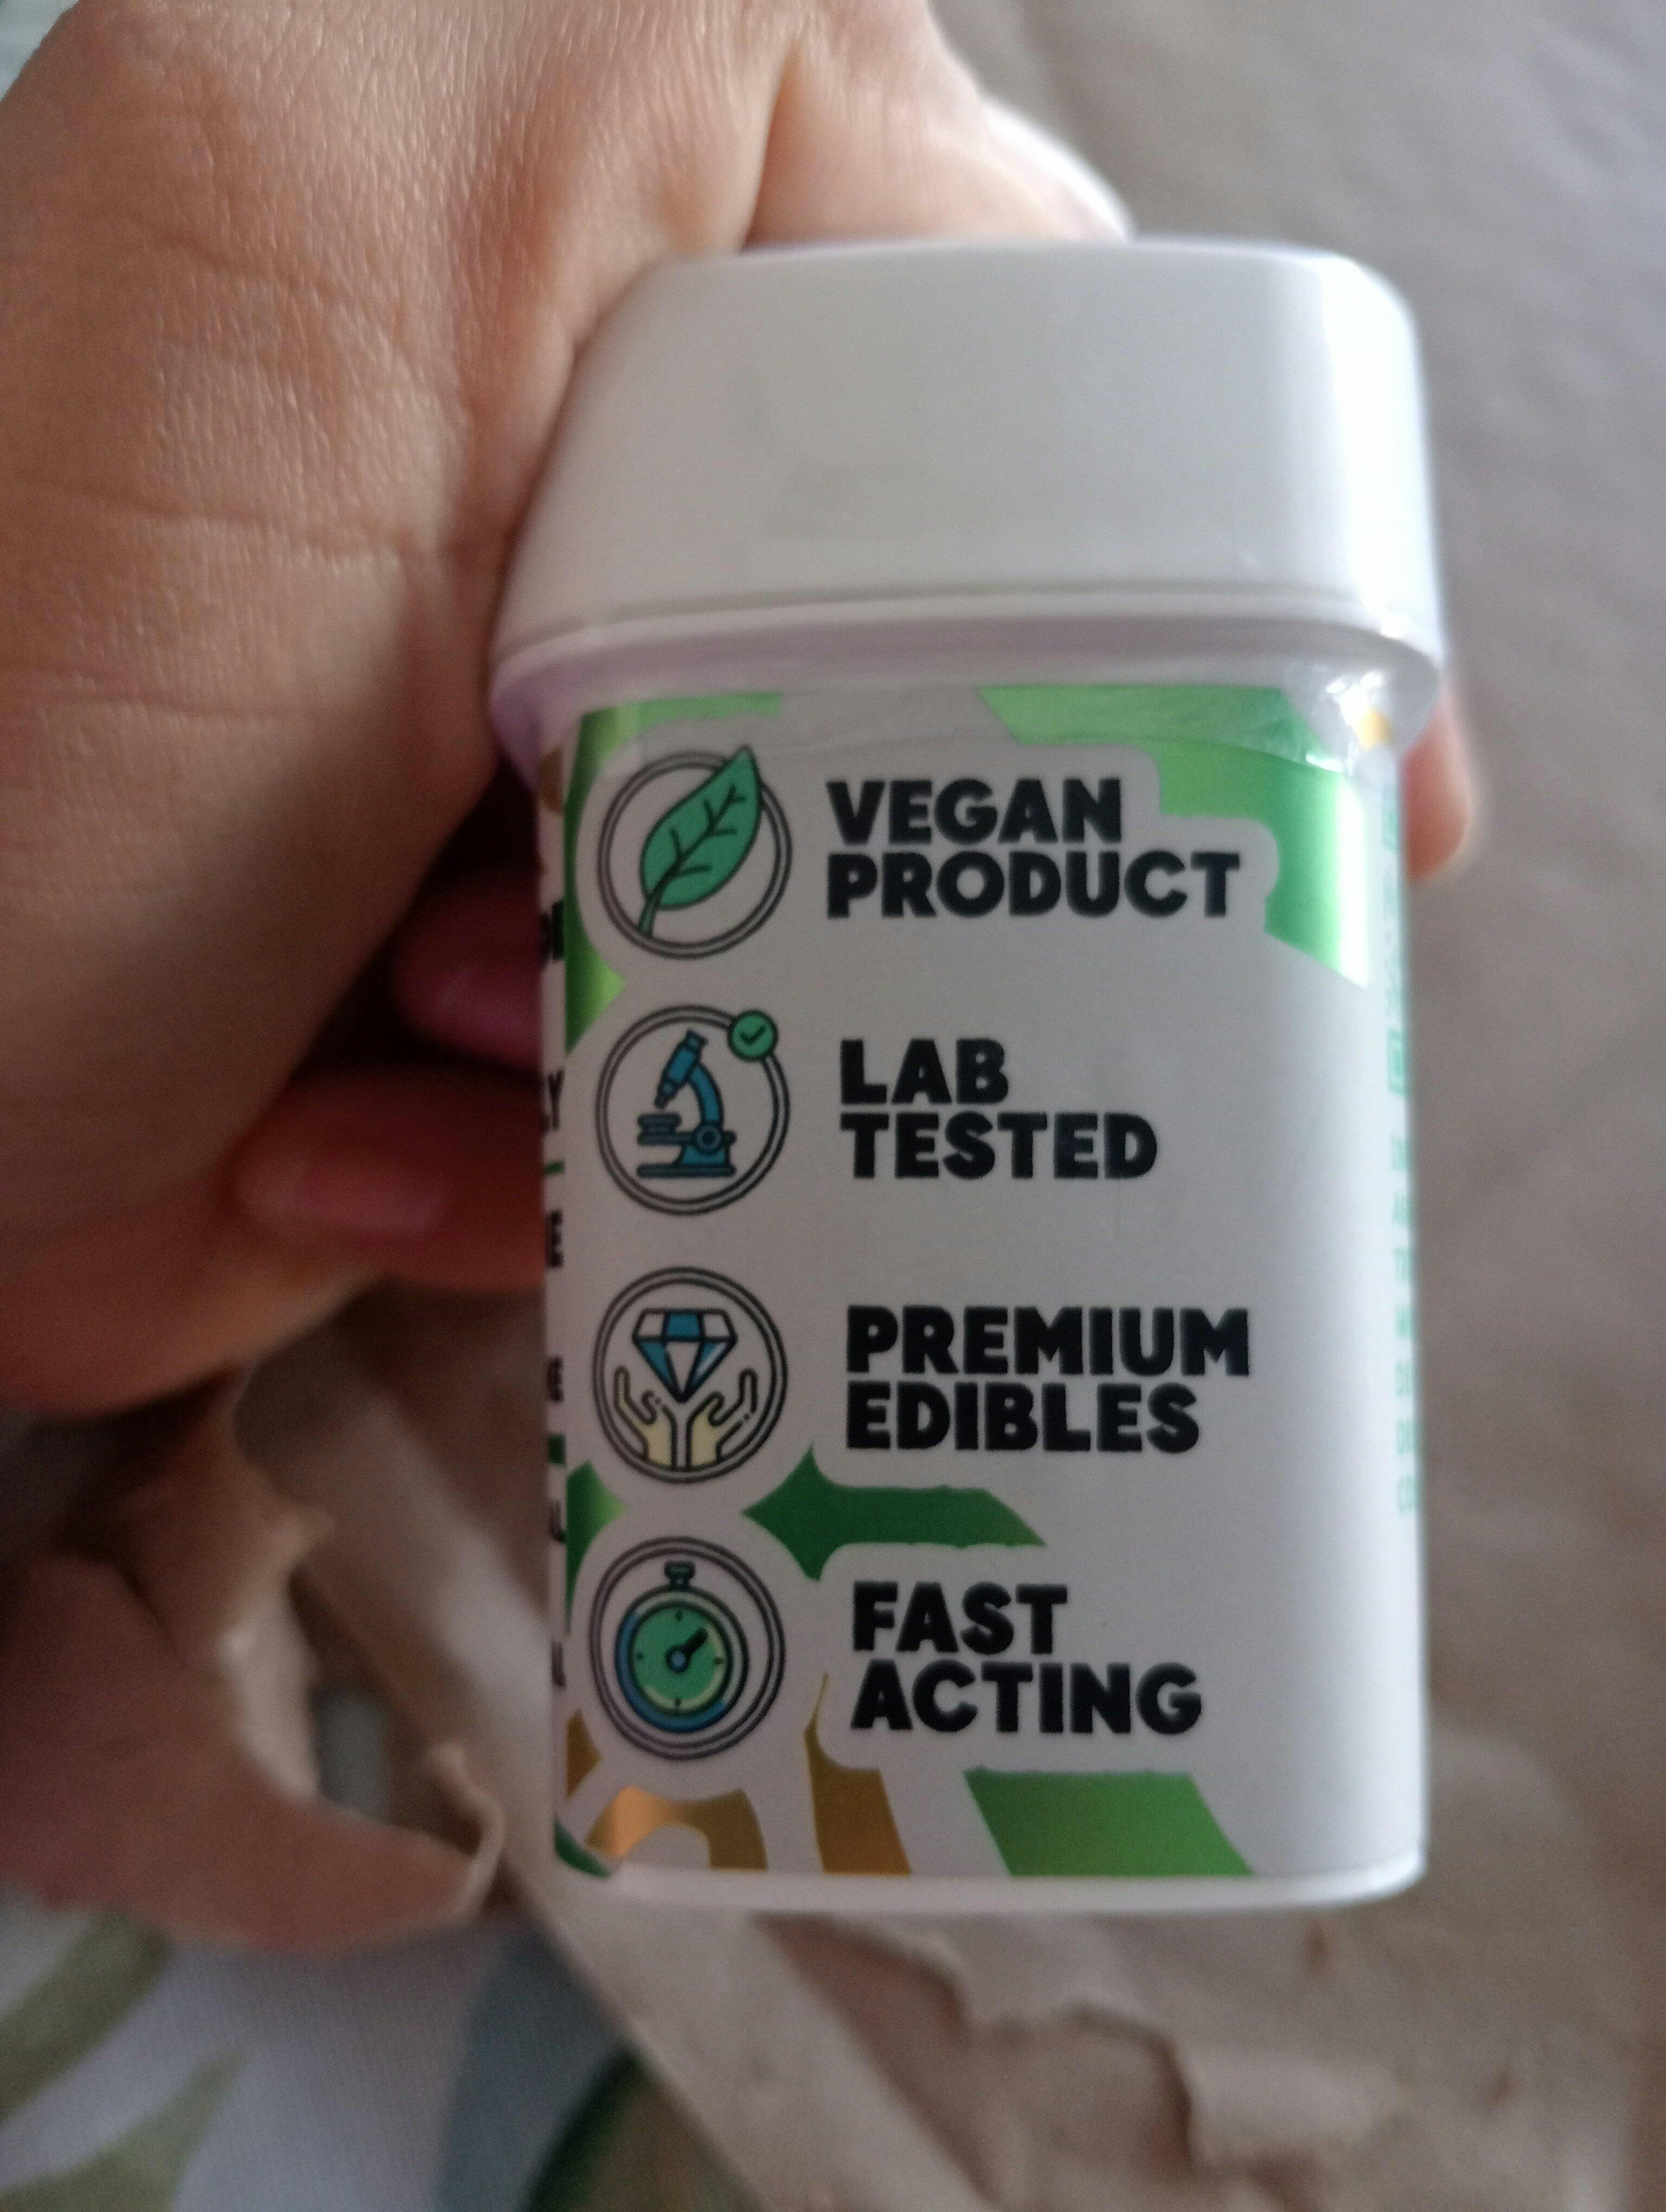 VEGAN
PRODUCT
LAB
TESTED
PREMIUM
EDIBLES
FAST
ACTING